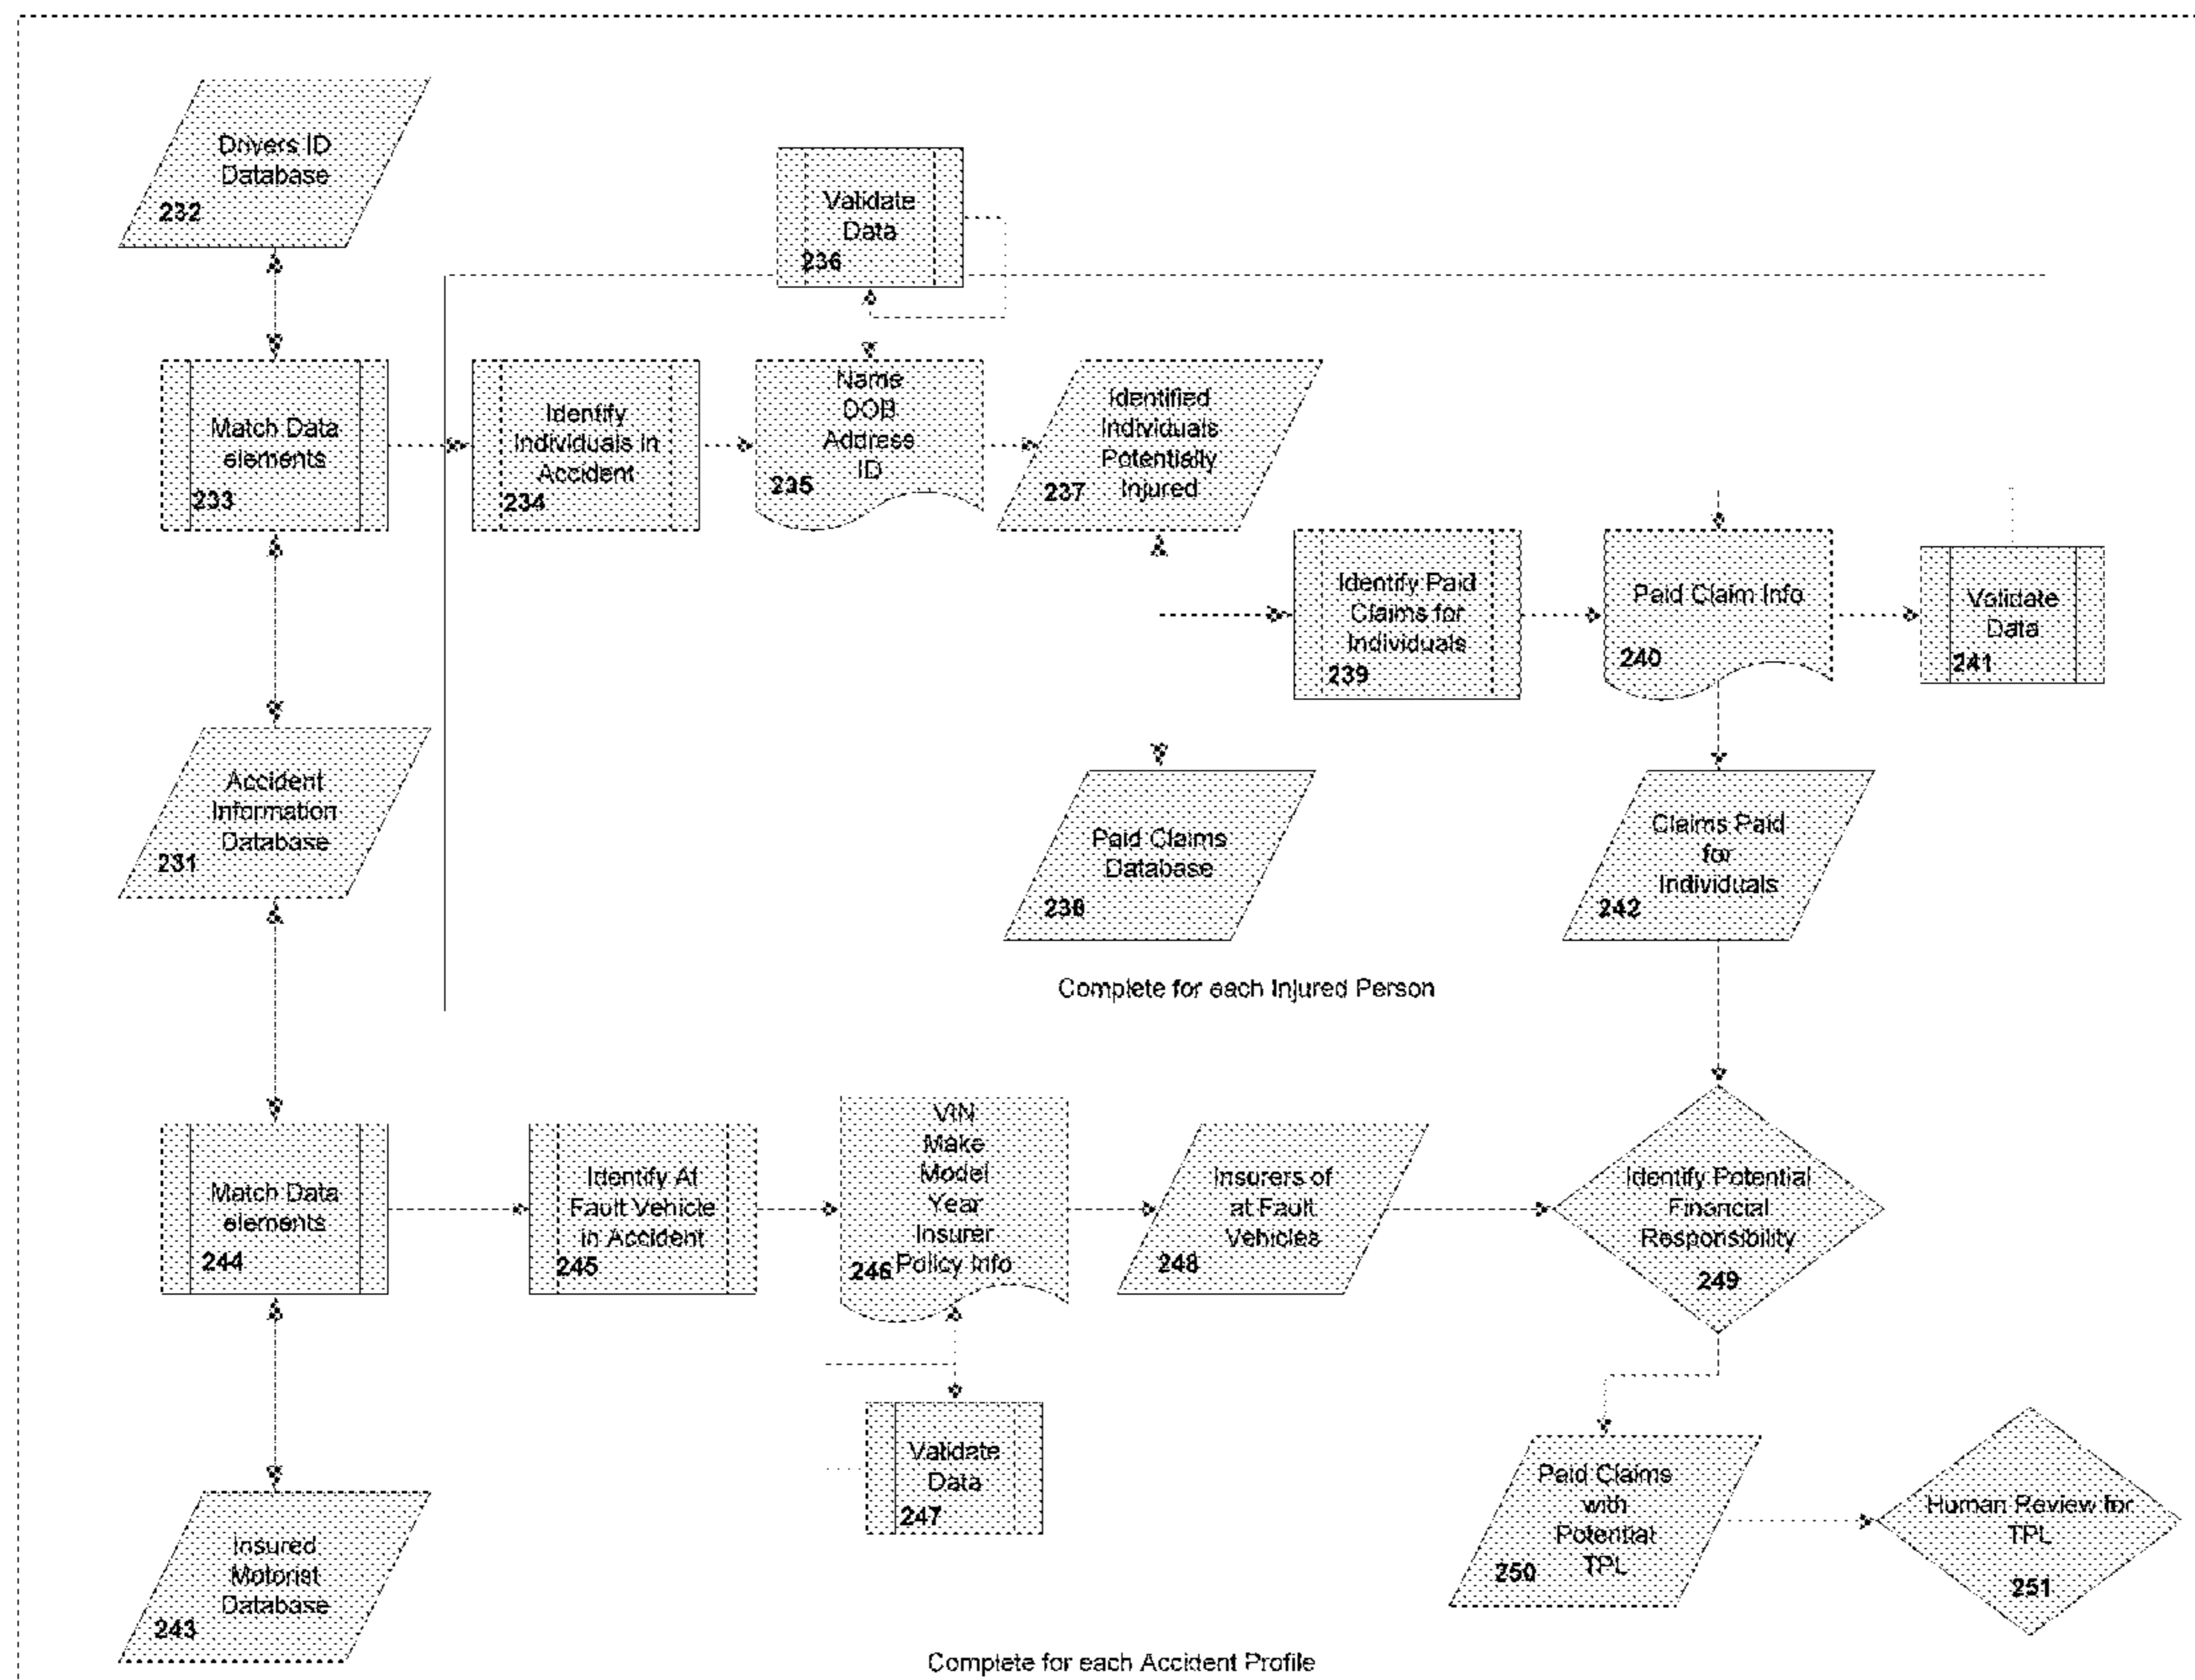 Drivers ID
Database
232
Validate
Data
236
Match Data
elements
233
Identify
Individuals in
Accident
234
Name
DOB
Address
ID
235
Identified
Individuals
Potentially
Injured
237
Identify Paid
Claims for
Individuals
239
Paid Claim Info
240
Validate
Data
241
Accident
Information
Database
231
Paid Claims
Database
238
Claims Paid
for
Individuals
242
Complete for each Injured Person
Match Data
elements
244
Identify At
Fault Vehicle
in Accident
245
VIN
Make
Model
Year
Insurer
246 Policy Info
Insurers of
at Fault
Vehicles
248
Identify Potential
Financial
Responsibility
249
Validate
Data
247
Insured
Motorist
Database
243
Paid Claims
with
Potential
TPL
250
Human Review for
TPL
251
Complete for each Accident Profile